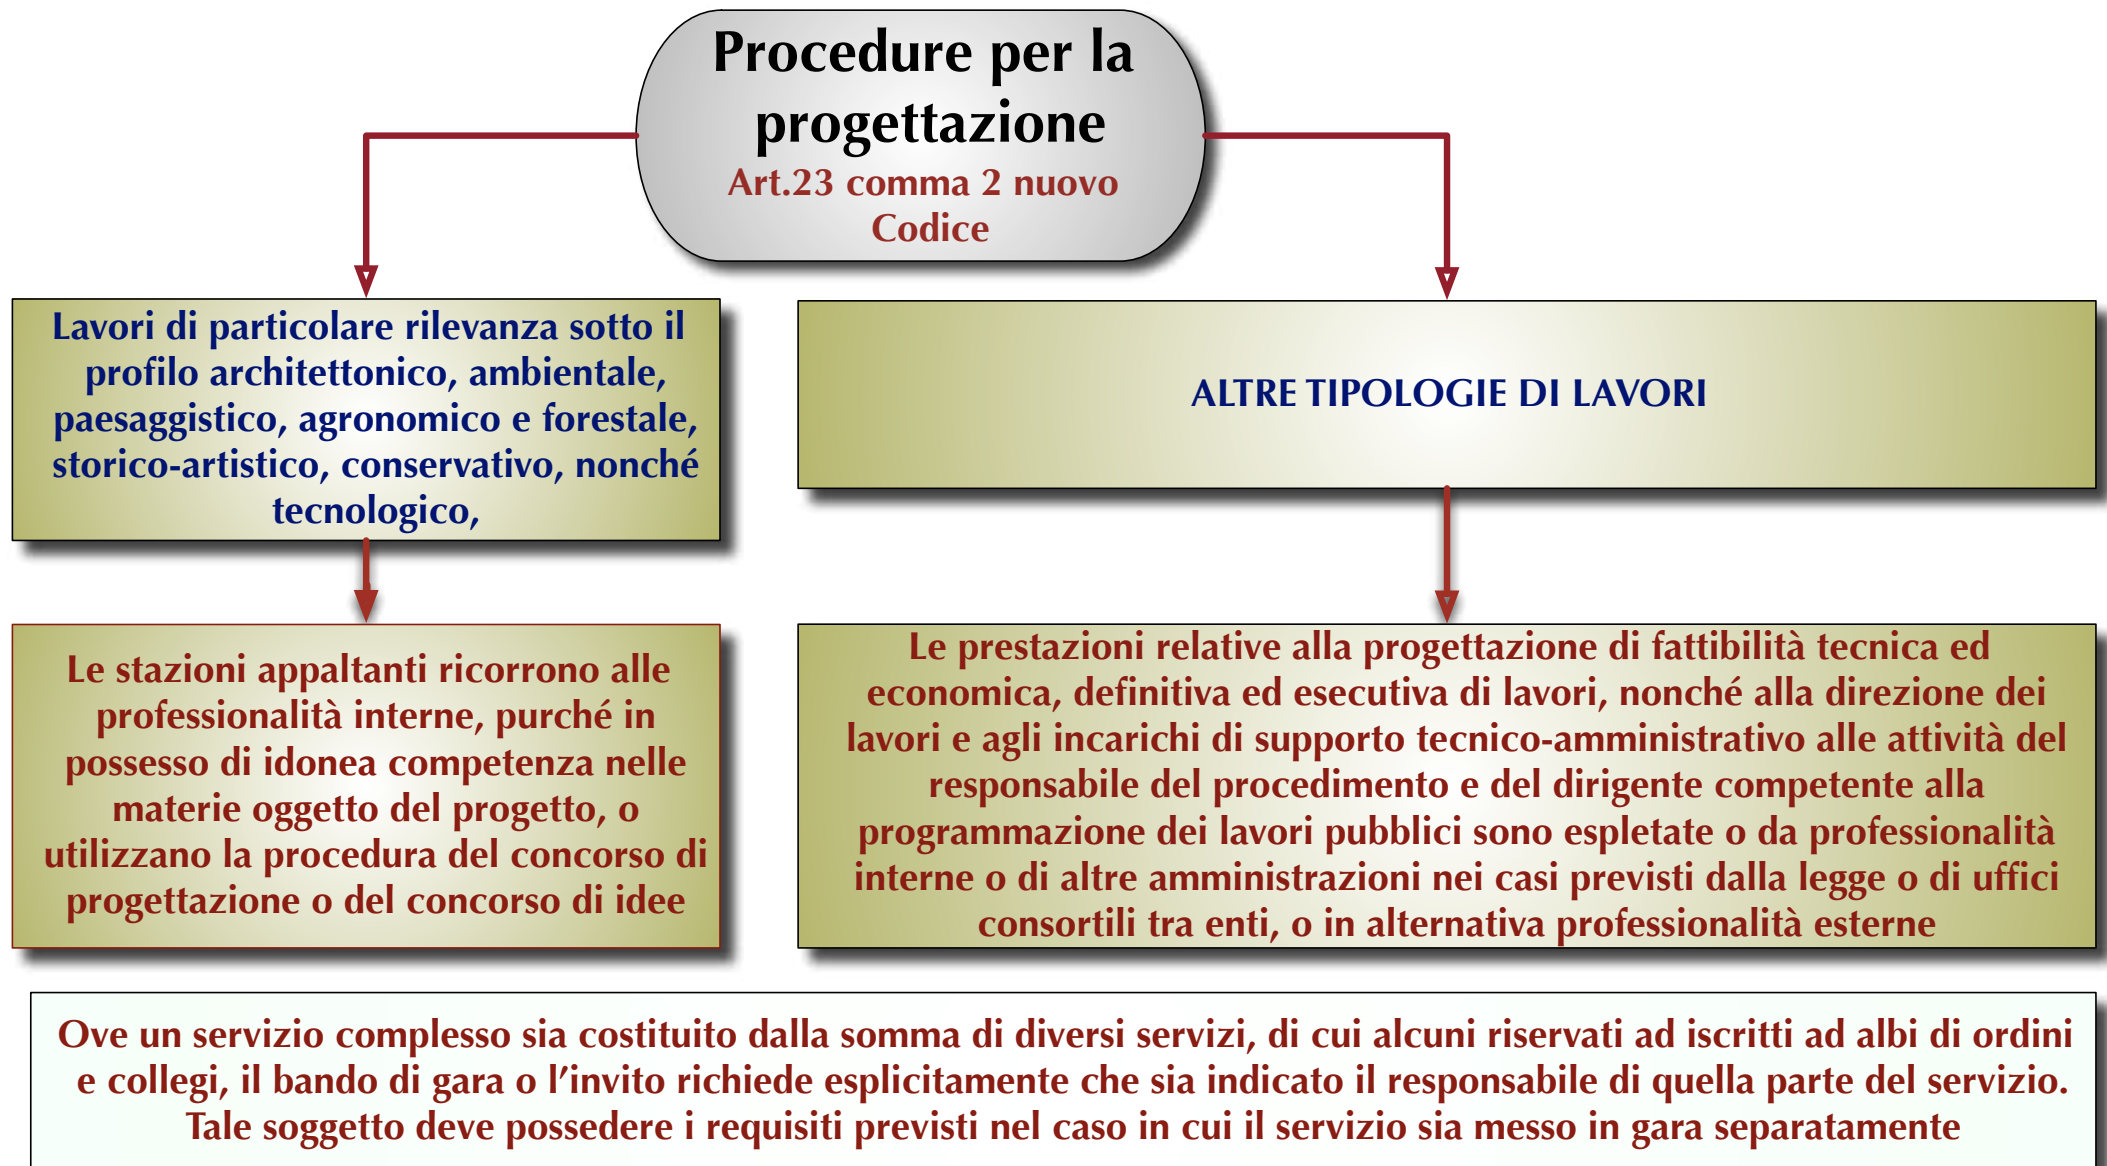 Procedure per la
progettazione
Art.23 comma 2 nuovo
Codice
Lavori di particolare rilevanza sotto il
profilo architettonico, ambientale,
paesaggistico, agronomico e forestale,
storico-artistico, conservativo, nonché
tecnologico,
ALTRE TIPOLOGIE DI LAVORI
Le stazioni appaltanti ricorrono alle
professionalità interne, purché in
possesso di idonea competenza nelle
materie oggetto del progetto, o
utilizzano la procedura del concorso di
progettazione o del concorso di idee
Le prestazioni relative alla progettazione di fattibilità tecnica ed
economica, definitiva ed esecutiva di lavori, nonché alla direzione dei
lavori e agli incarichi di supporto tecnico-amministrativo alle attività del
responsabile del procedimento e del dirigente competente alla
programmazione dei lavori pubblici sono espletate o da professionalità
interne o di altre amministrazioni nei casi previsti dalla legge o di uffici
consortili tra enti, o in alternativa professionalità esterne
Ove un servizio complesso sia costituito dalla somma di diversi servizi, di cui alcuni riservati ad iscritti ad albi di ordini
e collegi, il bando di gara o l'invito richiede esplicitamente che sia indicato il responsabile di quella parte del servizio.
Tale soggetto deve possedere i requisiti previsti nel caso in cui il servizio sia messo in gara separatamente